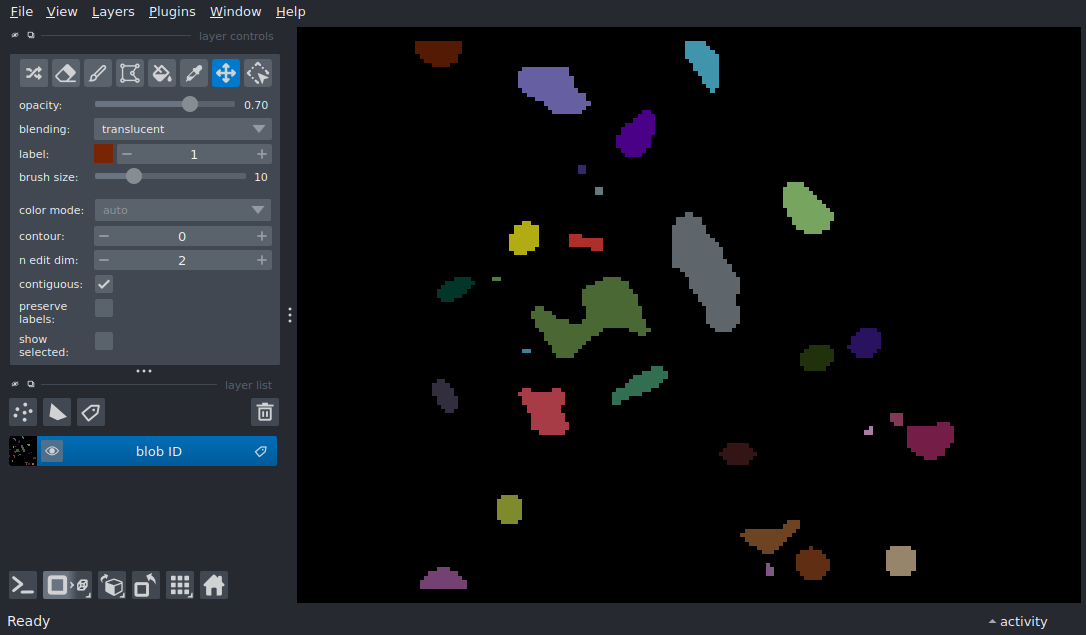 File View Layers Plugins Window Help
layer controls
opacity: 0.70
blending: translucent
label: 1
brush size: 10
color mode: auto
contour: 0
n edit dim: 2
contiguous:
preserve
labels:
show
selected:
layer list
blob ID
Ready
activity